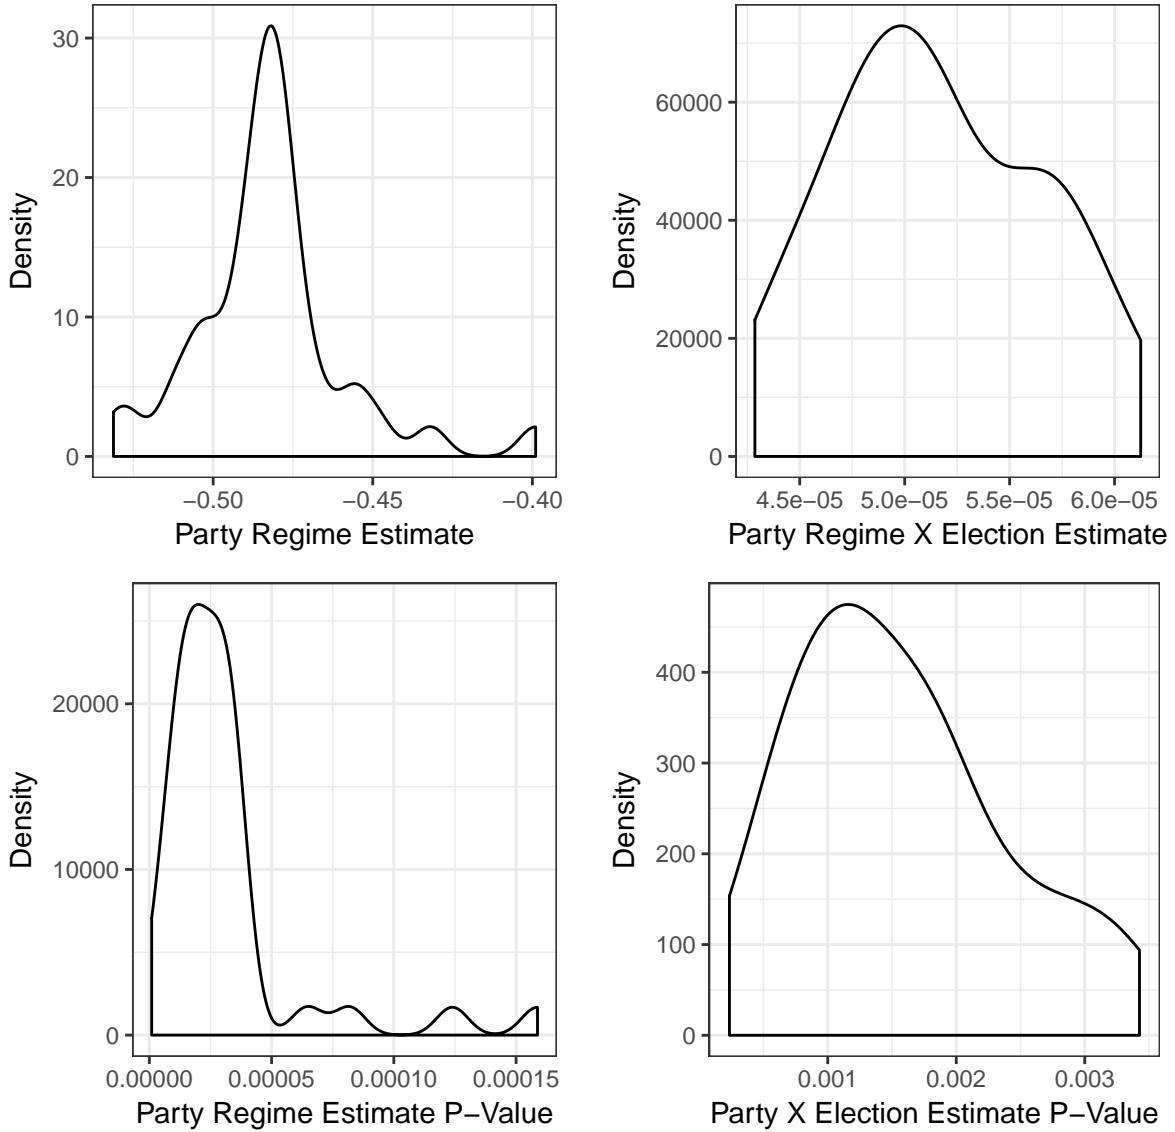 30
20
10
0
Density
−0.50
−0.45
−0.40
Party Regime Estimate
60000
40000
20000
0
Density
4.5e−05
5.0e−05
5.5e−05
6.0e−05
Party Regime X Election Estimate
20000
10000
0
Density
0.00000
0.00005
0.00010
0.00015
Party Regime Estimate P−Value
400
300
200
100
0
Density
0.001
0.002
0.003
Party X Election Estimate P−Value